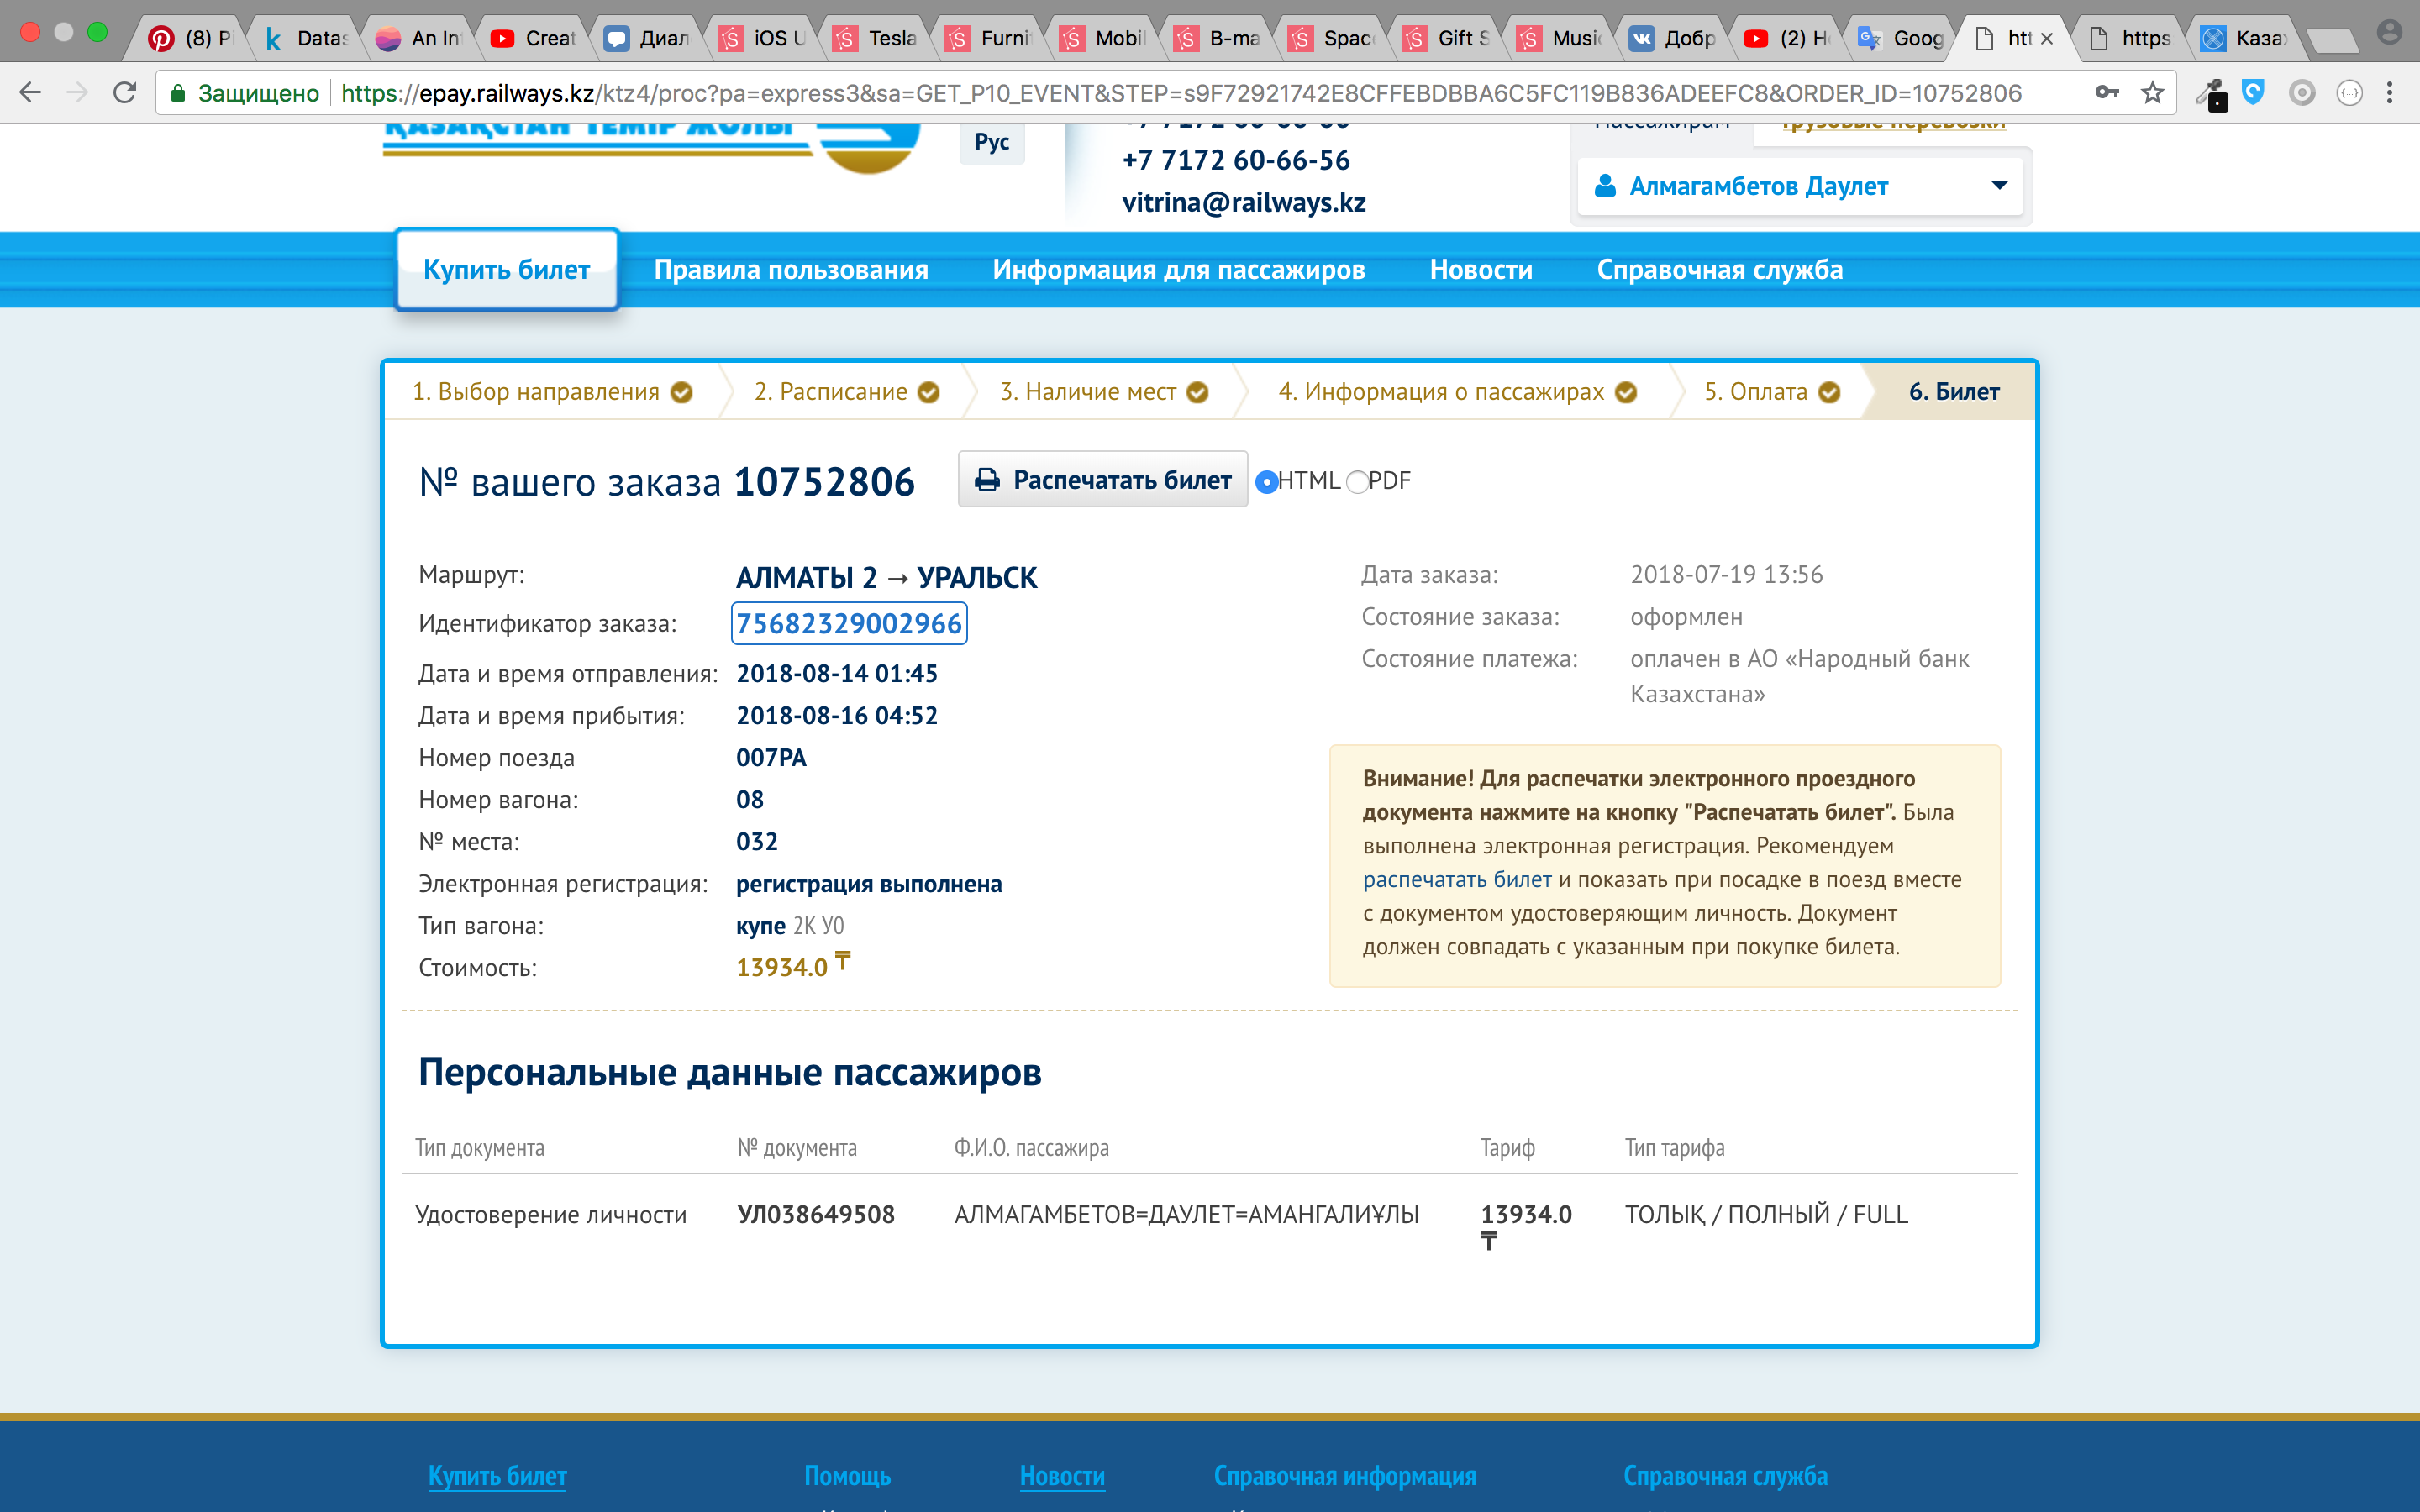 (8) Pi
Datas
An Int
Creat
Диал
iOS U
Tesla
Furni
Mobil
B-ma
Spac
Gift S
Music
Добр
(2) Н
Goog
htt
https
Каза
Защищено
https://epay.railways.kz/ktz4/proc?pa=express3&sa=GET_P10_EVENT&STEP=s9F72921742E8CFFEBDBBA6C5FC119B836ADEEFC8&ORDER_ID=10752806
ҚАЗАҚСТАН ТЕМІР ЖОЛЫ
Рус
+7 7172 60-66-56
vitrina@railways.kz
Пассажирам
Грузовые перевозки
Алмагамбетов Даулет
Купить билет
Правила пользования
Информация для пассажиров
Новости
Справочная служба
1. Выбор направления
2. Расписание
3. Наличие мест
4. Информация о пассажирах
5. Оплата
6. Билет
№ вашего заказа 10752806
Распечатать билет
HTML
PDF
Маршрут: АЛМАТЫ 2 → УРАЛЬСК
Идентификатор заказа: 75682329002966
Дата и время отправления: 2018-08-14 01:45
Дата и время прибытия: 2018-08-16 04:52
Номер поезда 007РА
Номер вагона: 08
№ места: 032
Электронная регистрация: регистрация выполнена
Тип вагона: купе 2К У0
Стоимость: 13934.0 ₸
Дата заказа: 2018-07-19 13:56
Состояние заказа: оформлен
Состояние платежа: оплачен в АО «Народный банк
Казахстана»
Внимание! Для распечатки электронного проездного
документа нажмите на кнопку "Распечатать билет". Была
выполнена электронная регистрация. Рекомендуем
распечатать билет и показать при посадке в поезд вместе
с документом удостоверяющим личность. Документ
должен совпадать с указанным при покупке билета.
Персональные данные пассажиров
Тип документа
№ документа
Ф.И.О. пассажира
Тариф
Тип тарифа
Удостоверение личности
УЛ038649508
АЛМАГАМБЕТОВ=ДАУЛЕТ=АМАНГАЛИҰЛЫ
13934.0
₸
ТОЛЫҚ / ПОЛНЫЙ / FULL
Купить билет
Помощь
Новости
Справочная информация
Справочная служба